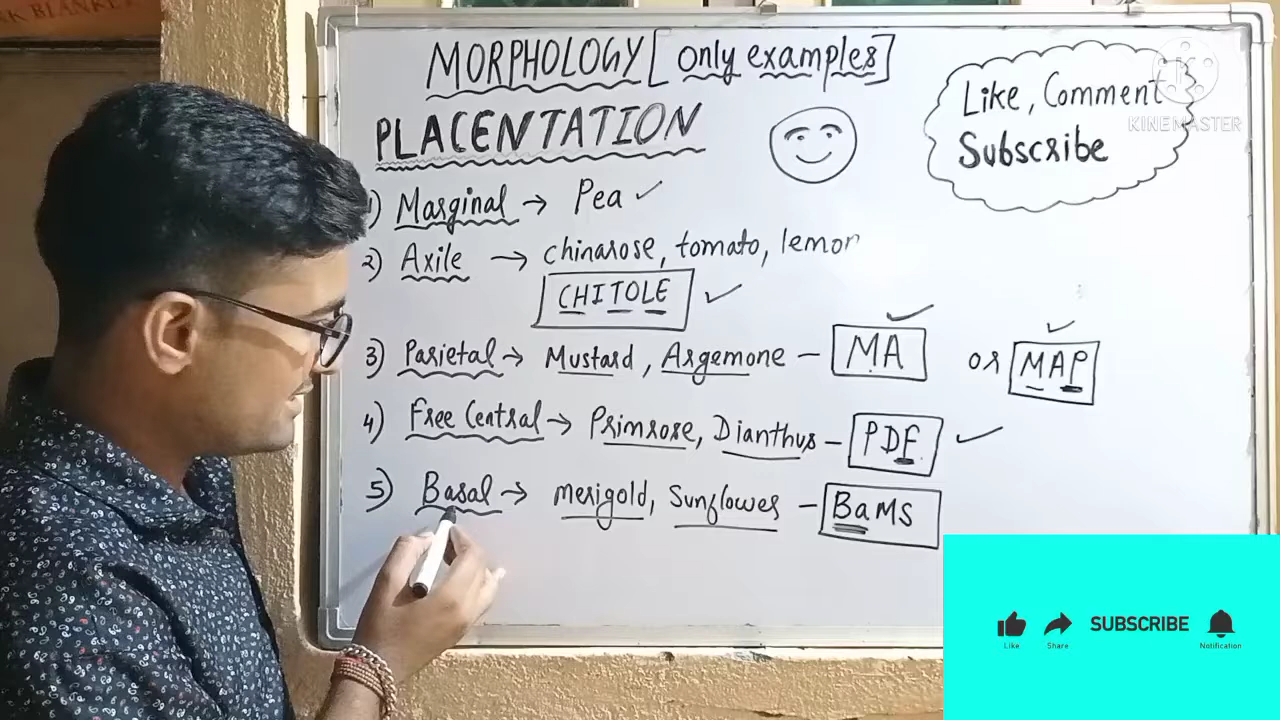 RK BLANKET
MORPHOLOGY [only examples]
PLACENTATION
Like, Comment
Subscribe
KINEMASTER
1) Marginal → Pea ✓
2) Axile → chinarose, tomato, lemon
CHITOLE ✓
3) Parietal → Mustard, Argemone – MA ✓ or MAP ✓
4) Free Central → Primrose, Dianthus – PDF ✓
5) Basal → merigold, Sunflower – BaMS
SUBSCRIBE
Like Share Notification